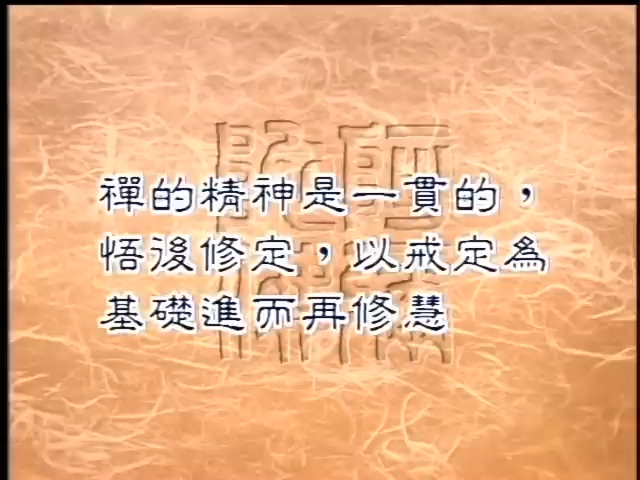 禪的精神是一貫的，
悟後修定，以戒定為
基礎進而再修慧